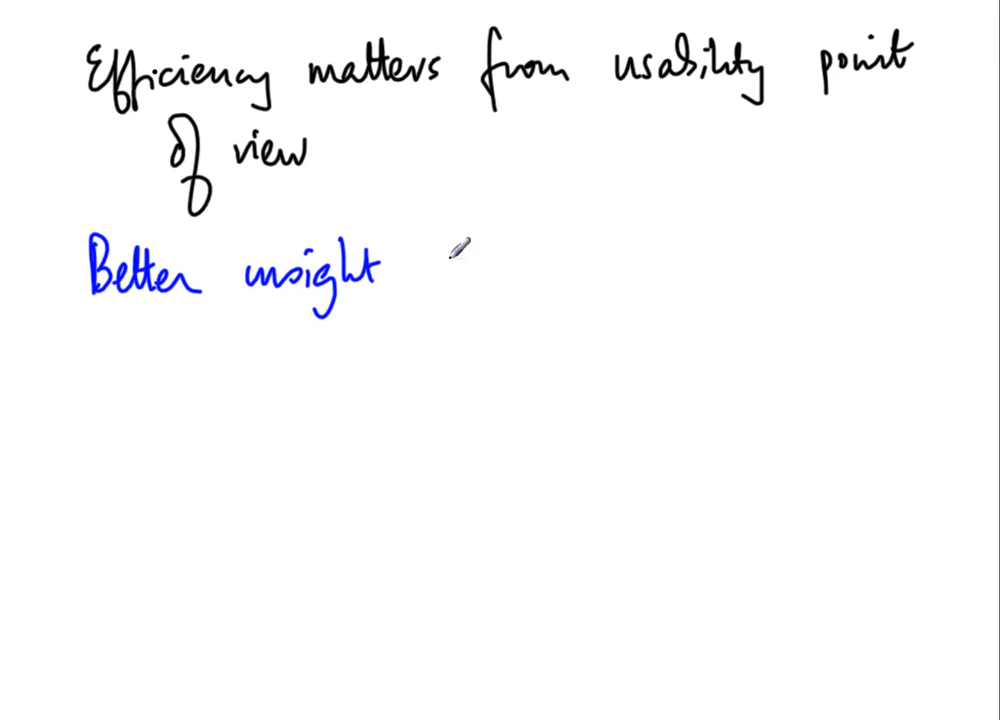 Efficiency matters from usability point
of view
Better insight